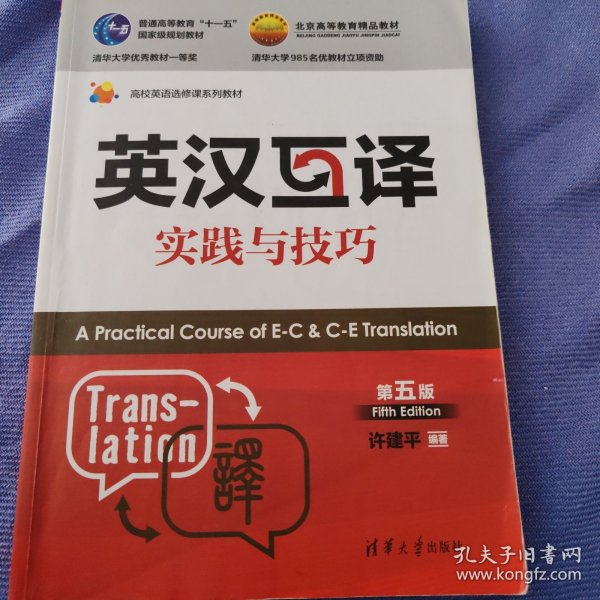 十一五
普通高等教育“十一五”
国家级规划教材
北京高等教育精品教材
BEIJING GAODENG JIAOYU JINGPIN JIAOCAI
清华大学优秀教材一等奖
清华大学985名优教材立项资助
高校英语选修课系列教材
英汉互译
实践与技巧
A Practical Course of E-C & C-E Translation
第五版
Fifth Edition
许建平 编著
Trans-
lation
譯
清华大学出版社
孔夫子旧书网
www.kongfz.com